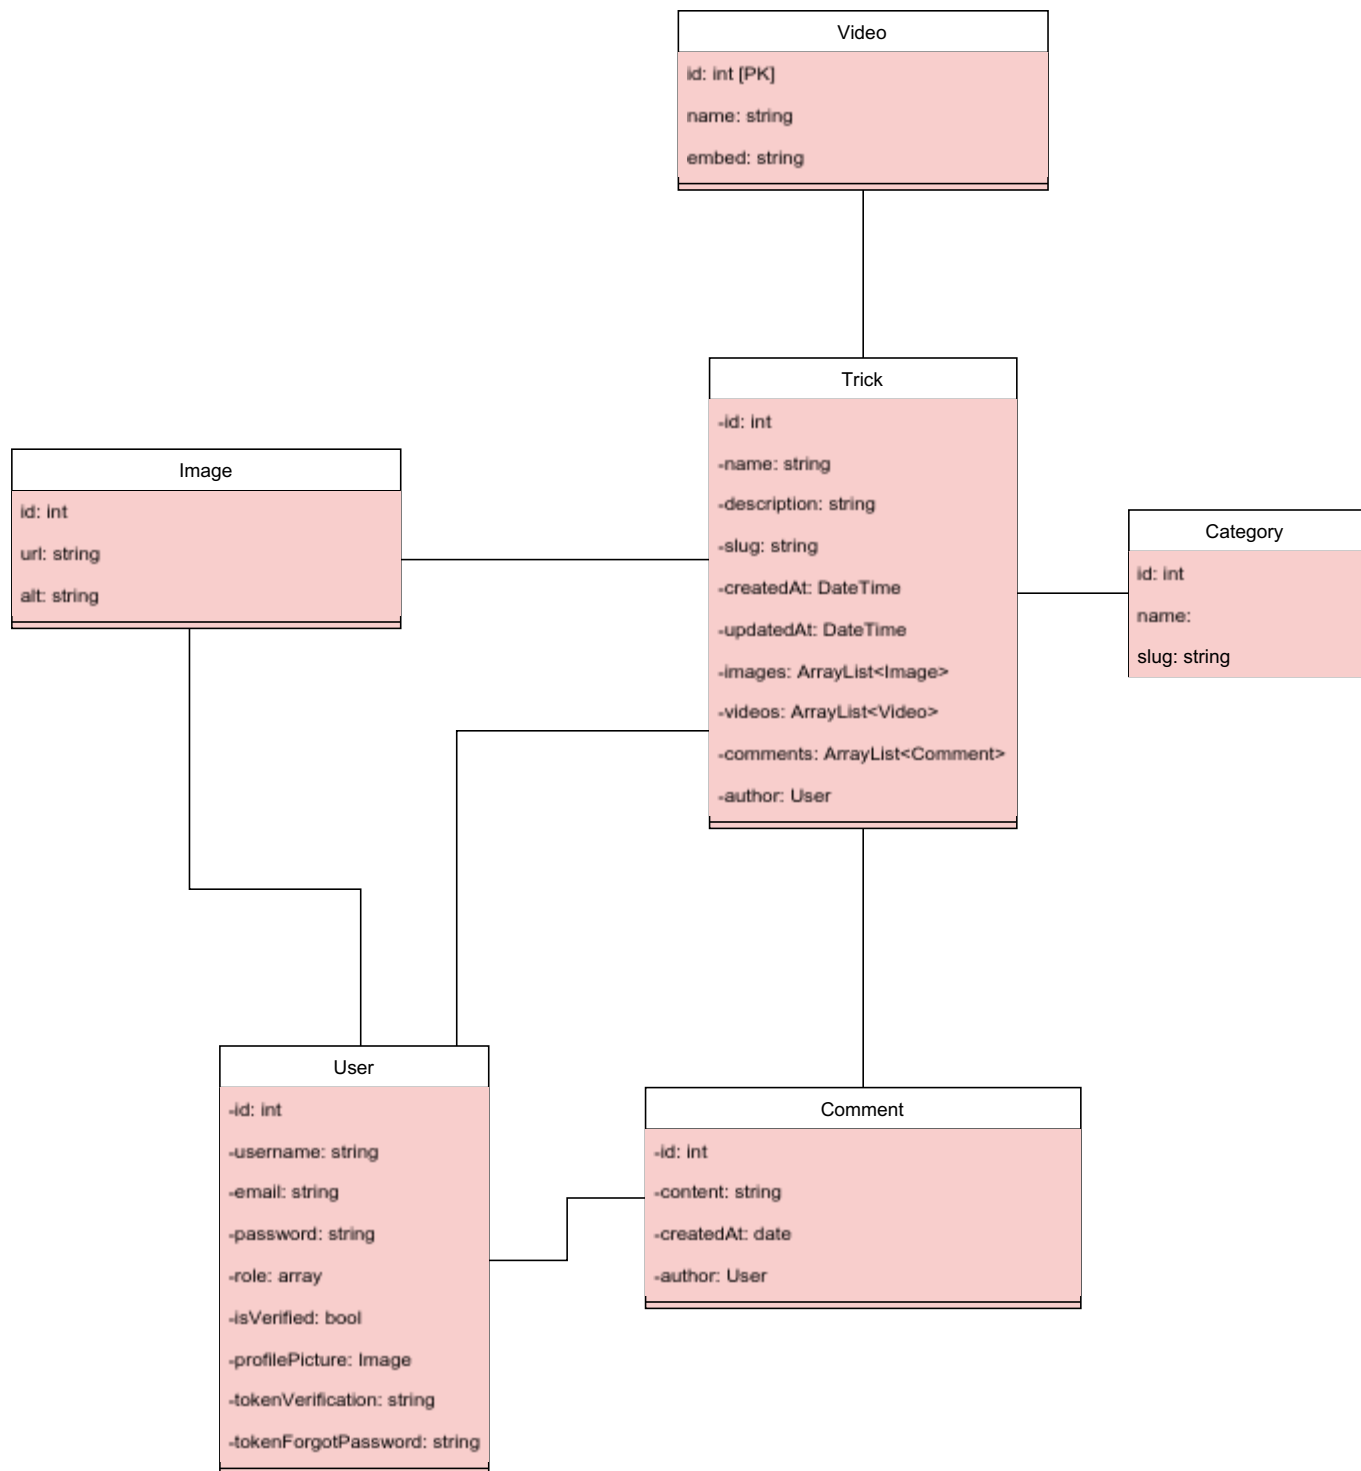 Video
id: int [PK]
name: string
embed: string
Trick
-id: int
-name: string
-description: string
-slug: string
-createdAt: DateTime
-updatedAt: DateTime
-images: ArrayList<Image>
-videos: ArrayList<Video>
-comments: ArrayList<Comment>
-author: User
Image
id: int
url: string
alt: string
Category
id: int
name:
slug: string
User
-id: int
-username: string
-email: string
-password: string
-role: array
-isVerified: bool
-profilePicture: Image
-tokenVerification: string
-tokenForgotPassword: string
Comment
-id: int
-content: string
-createdAt: date
-author: User